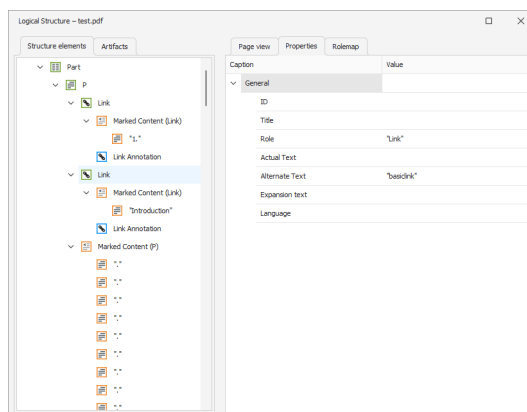 Logical Structure – test.pdf
Structure elements Artifacts
Part
P
Link
Marked Content (Link)
"1."
Link Annotation
Link
Marked Content (Link)
"Introduction"
Link Annotation
Marked Content (P)
"."
"."
"."
"."
"."
"."
"."
"."
"."
Page view Properties Rolemap
Caption Value
General
ID
Title
Role "Link"
Actual Text
Alternate Text "basiclink"
Expansion text
Language